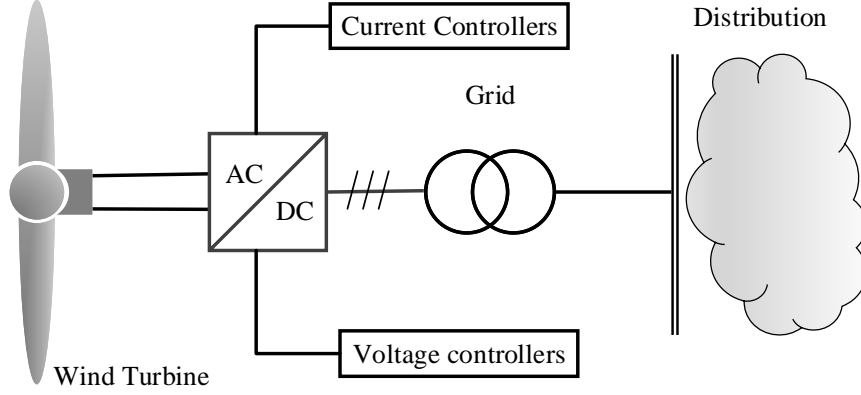 Current Controllers
Distribution
Grid
AC
DC
Voltage controllers
Wind Turbine